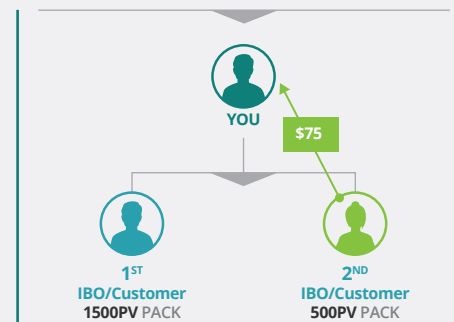 YOU
$75
1ST
IBO/Customer
1500PV PACK
2ND
IBO/Customer
500PV PACK